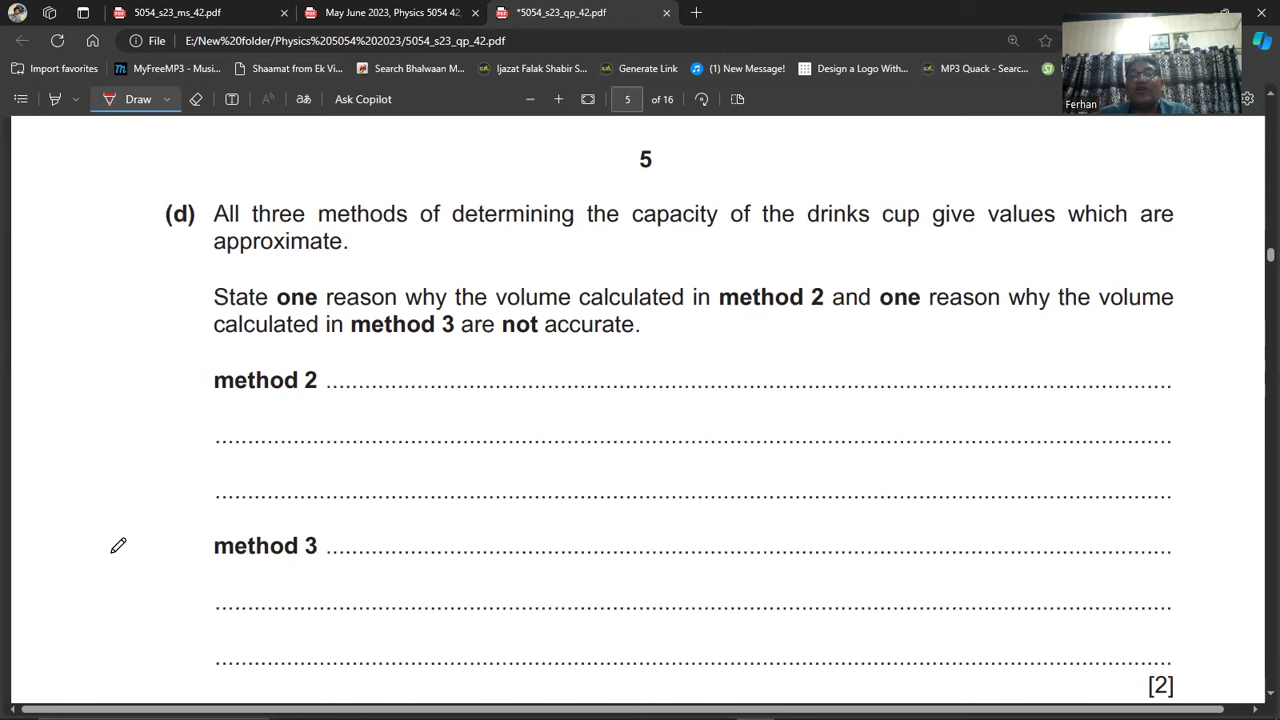 5054_s23_ms_42.pdf
May June 2023, Physics 5054 42,
*5054_s23_qp_42.pdf
File
E:/New%20folder/Physics%205054%202023/5054_s23_qp_42.pdf
Import favorites
MyFreeMP3 - Musi...
Shamat from Ek Vi...
Search Bhalwaan M...
Ijazat Falak Shabir S...
Generate Link
(1) New Message!
Design a Logo With...
MP3 Quack - Searc...
Draw
Ask Copilot
5 of 16
Ferhan
5
(d) All three methods of determining the capacity of the drinks cup give values which are
approximate.
State one reason why the volume calculated in method 2 and one reason why the volume
calculated in method 3 are not accurate.
method 2 ....................
method 3 ....................
[2]